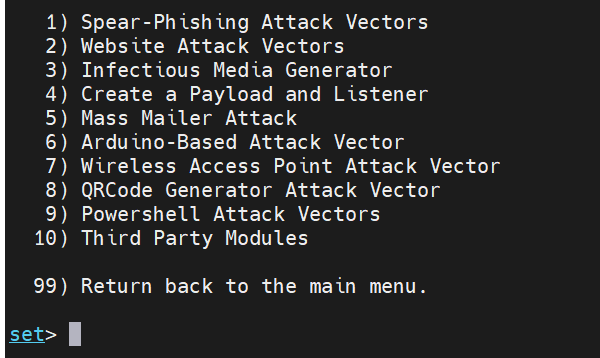 1) Spear-Phishing Attack Vectors
2) Website Attack Vectors
3) Infectious Media Generator
4) Create a Payload and Listener
5) Mass Mailer Attack
6) Arduino-Based Attack Vector
7) Wireless Access Point Attack Vector
8) QRCode Generator Attack Vector
9) Powershell Attack Vectors
10) Third Party Modules
99) Return back to the main menu.
set>